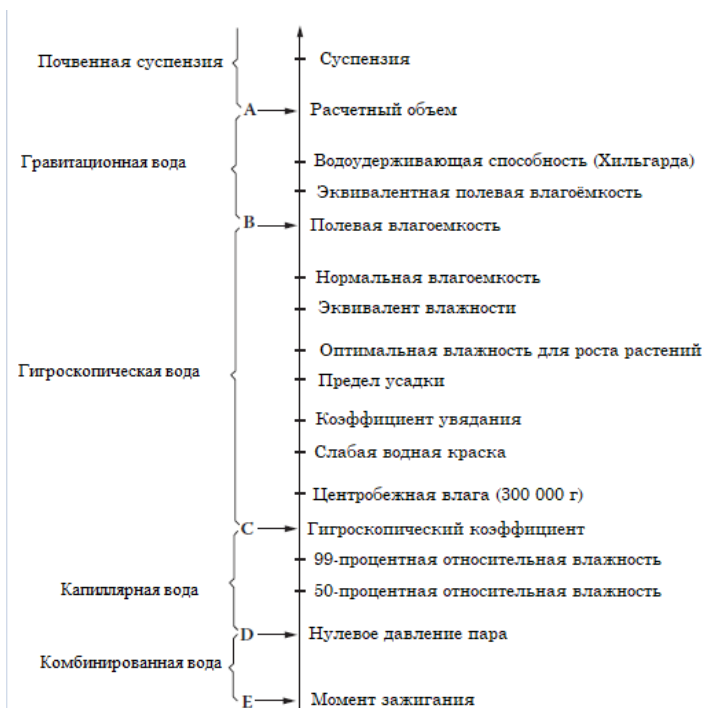 Почвенная суспензия
Суспензия
A
Расчетный объем
Гравитационная вода
Водоудерживающая способность (Хильгарда)
Эквивалентная полевая влагоёмкость
B
Полевая влагоемкость
Нормальная влагоемкость
Эквивалент влажности
Оптимальная влажность для роста растений
Гигроскопическая вода
Предел усадки
Коэффициент увядания
Слабая водная краска
Центробежная влага (300 000 г)
C
Гигроскопический коэффициент
99-процентная относительная влажность
Капиллярная вода
50-процентная относительная влажность
D
Нулевое давление пара
Комбинированная вода
E
Момент зажигания